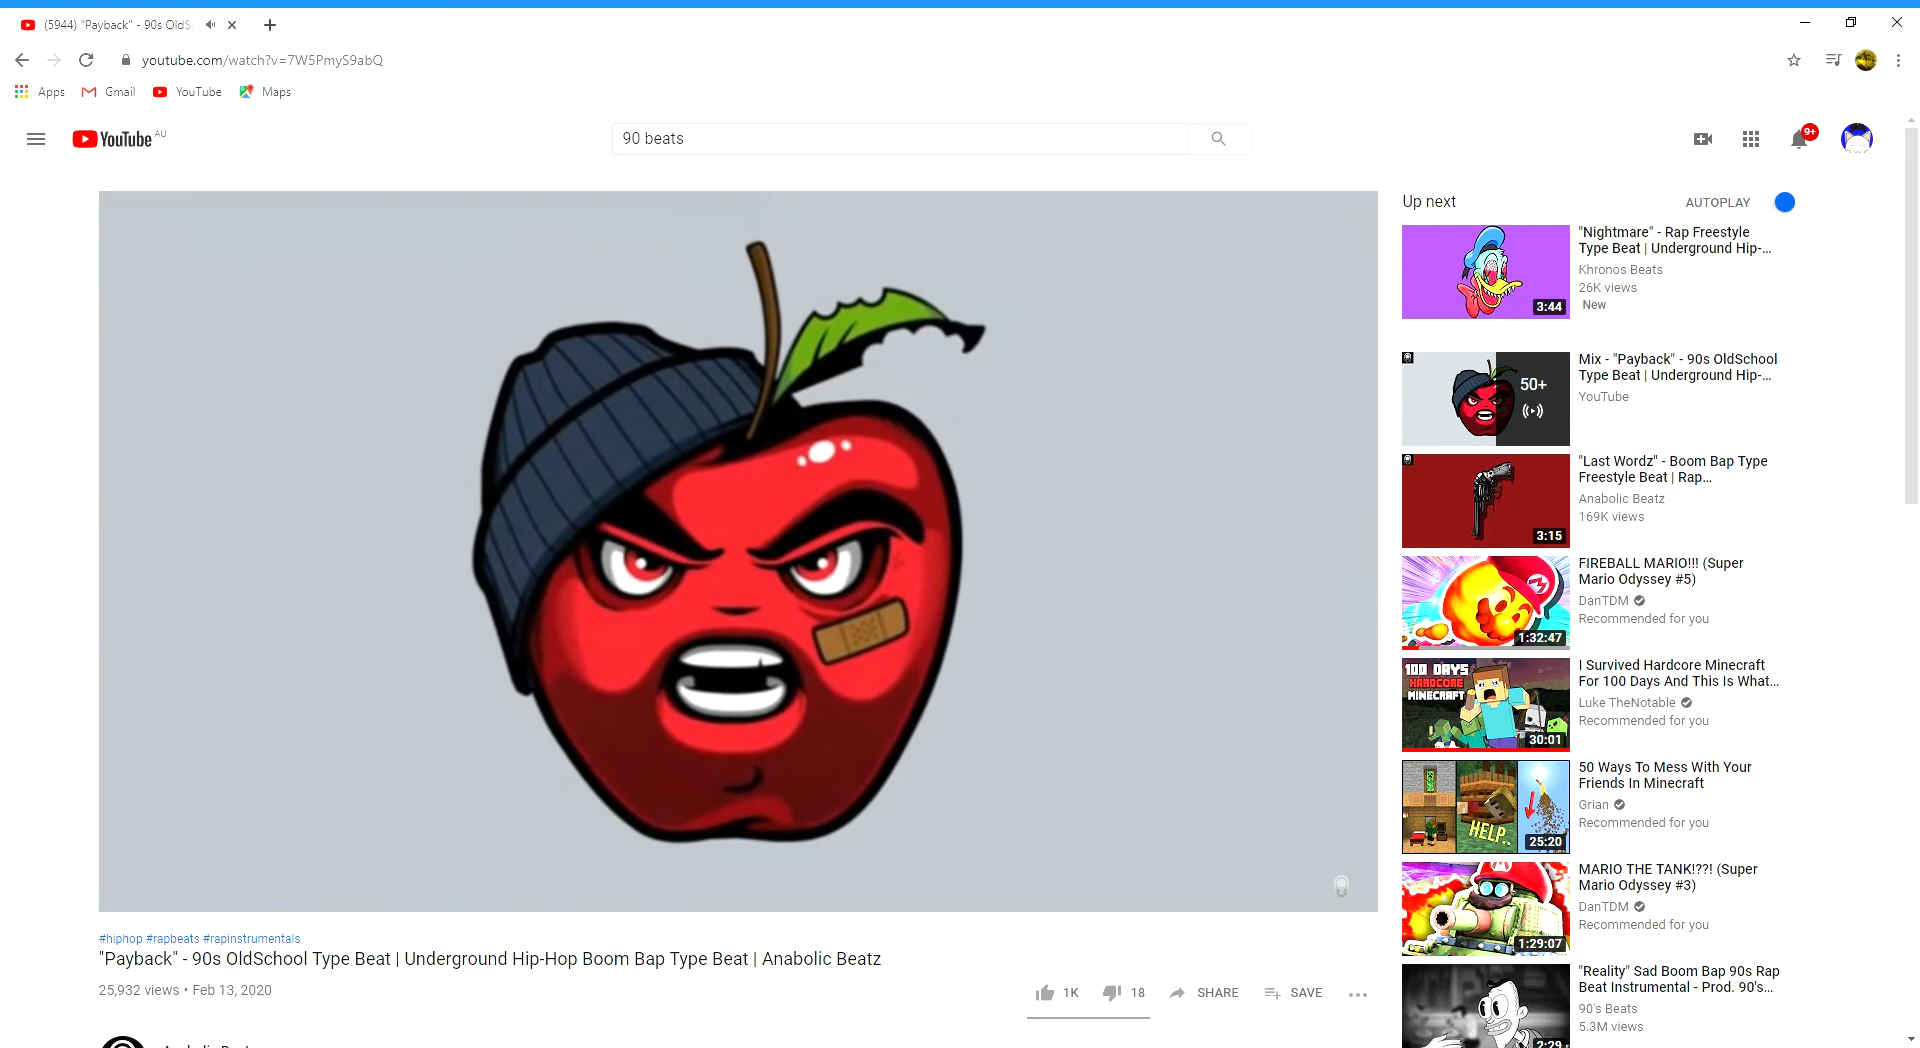 (5944) "Payback" - 90s OldS
youtube.com/watch?v=7W5PmyS9abQ
Apps
Gmail
YouTube
Maps
YouTube AU
90 beats
9+
Up next
AUTOPLAY
"Nightmare" - Rap Freestyle
Type Beat | Underground Hip-...
Khronos Beats
26K views
New
3:44
Mix - "Payback" - 90s OldSchool
Type Beat | Underground Hip-...
YouTube
50+
"Last Wordz" - Boom Bap Type
Freestyle Beat | Rap...
Anabolic Beatz
169K views
3:15
FIREBALL MARIO!!! (Super
Mario Odyssey #5)
DanTDM
Recommended for you
M
1:32:47
I Survived Hardcore Minecraft
For 100 Days And This Is What...
Luke TheNotable
Recommended for you
100 DAYS
HARDCORE
MINECRAFT
30:01
50 Ways To Mess With Your
Friends In Minecraft
Grian
Recommended for you
HELP..
25:20
MARIO THE TANK!??! (Super
Mario Odyssey #3)
DanTDM
Recommended for you
M
1:29:07
"Reality" Sad Boom Bap 90s Rap
Beat Instrumental - Prod. 90's...
90's Beats
5.3M views
2:29
#hiphop #rapbeats #rapinstrumentals
"Payback" - 90s OldSchool Type Beat | Underground Hip-Hop Boom Bap Type Beat | Anabolic Beatz
25,932 views • Feb 13, 2020
1K
18
SHARE
SAVE